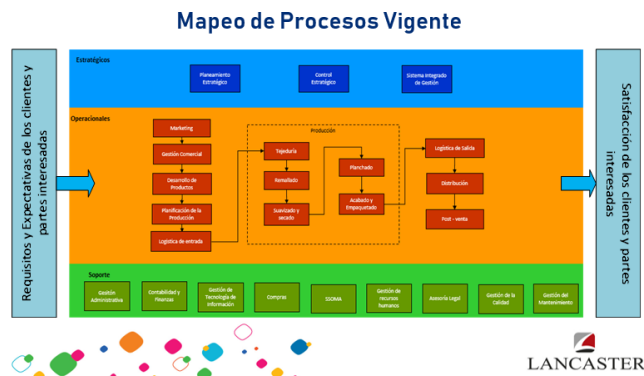 Mapeo de Procesos Vigente
Requisitos y Expectativas de los clientes y
partes interesadas
Estratégicos
Planeamiento
Estratégico
Control
Estratégico
Sistema Integrado
de Gestión
Operacionales
Marketing
Gestión Comercial
Desarrollo de
Productos
Planificación de la
Producción
Logística de entrada
Producción
Tejeduría
Remallado
Suavizado y
secado
Planchado
Acabado y
Empaquetado
Logística de Salida
Distribución
Post - venta
Soporte
Gestión
Administrativa
Contabilidad y
Finanzas
Gestión de
Tecnología de
Información
Compras
SSOMA
Gestión de
recursos
humanos
Asesoría Legal
Gestión de la
Calidad
Gestión del
Mantenimiento
Satisfacción de los clientes y partes
interesadas
LANCASTER